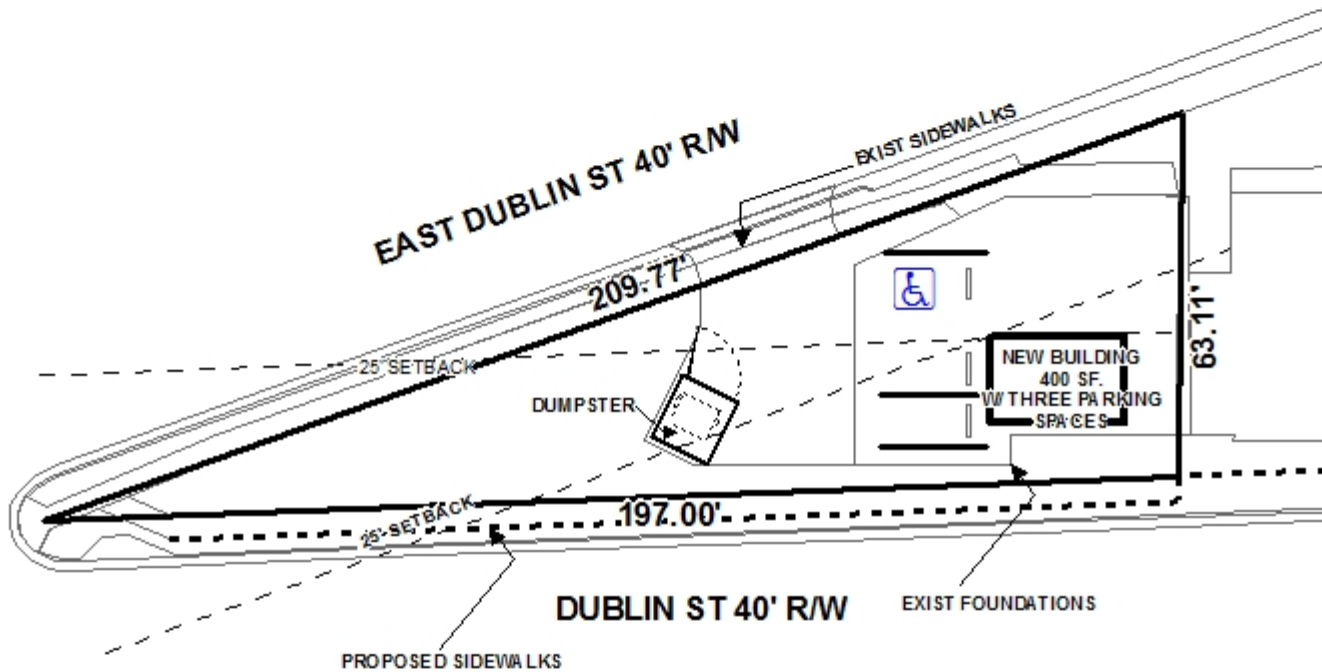 EAST DUBLIN ST 40' R/W
EXIST SIDEWALKS
209.77'
25' SETBACK
63.11'
NEW BUILDING
400 SF.
W/ THREE PARKING
SPACES
DUMPSTER
25' SETBACK
197.00'
DUBLIN ST 40' R/W
EXIST FOUNDATIONS
PROPOSED SIDEWALKS